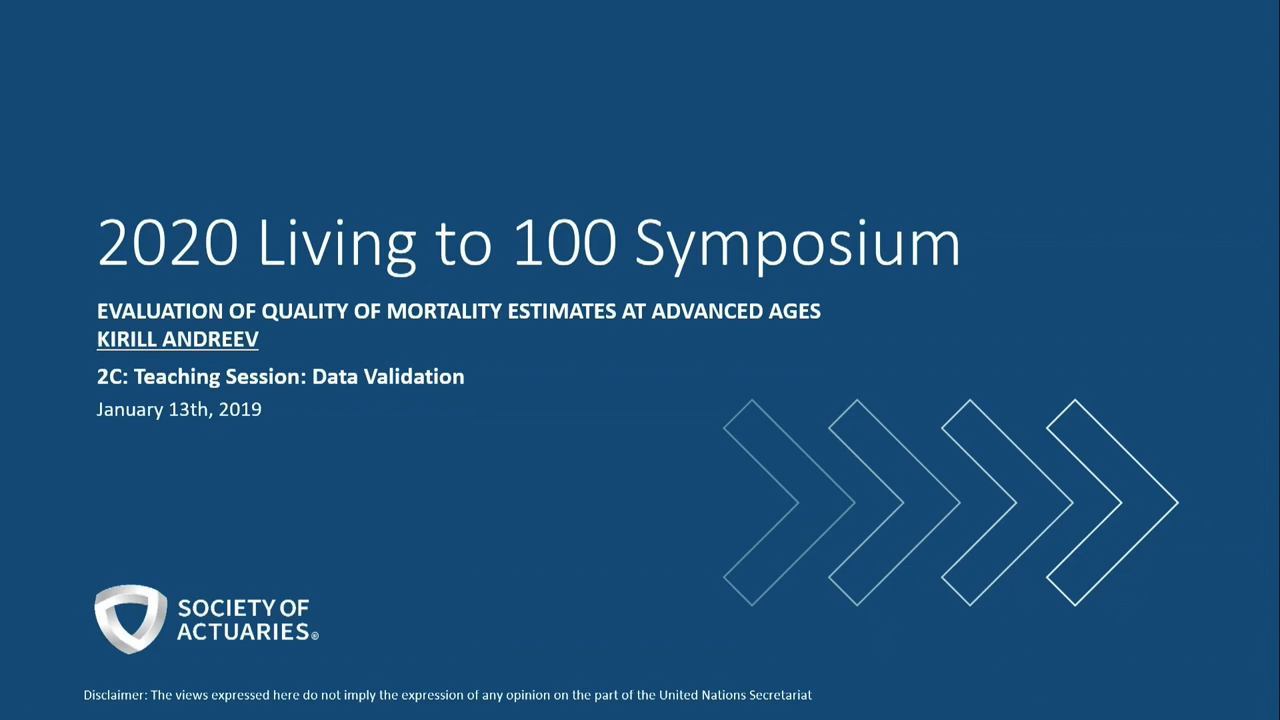 2020 Living to 100 Symposium
EVALUATION OF QUALITY OF MORTALITY ESTIMATES AT ADVANCED AGES
KIRILL ANDREEV
2C: Teaching Session: Data Validation
January 13th, 2019
SOCIETY OF
ACTUARIES®
Disclaimer: The views expressed here do not imply the expression of any opinion on the part of the United Nations Secretariat